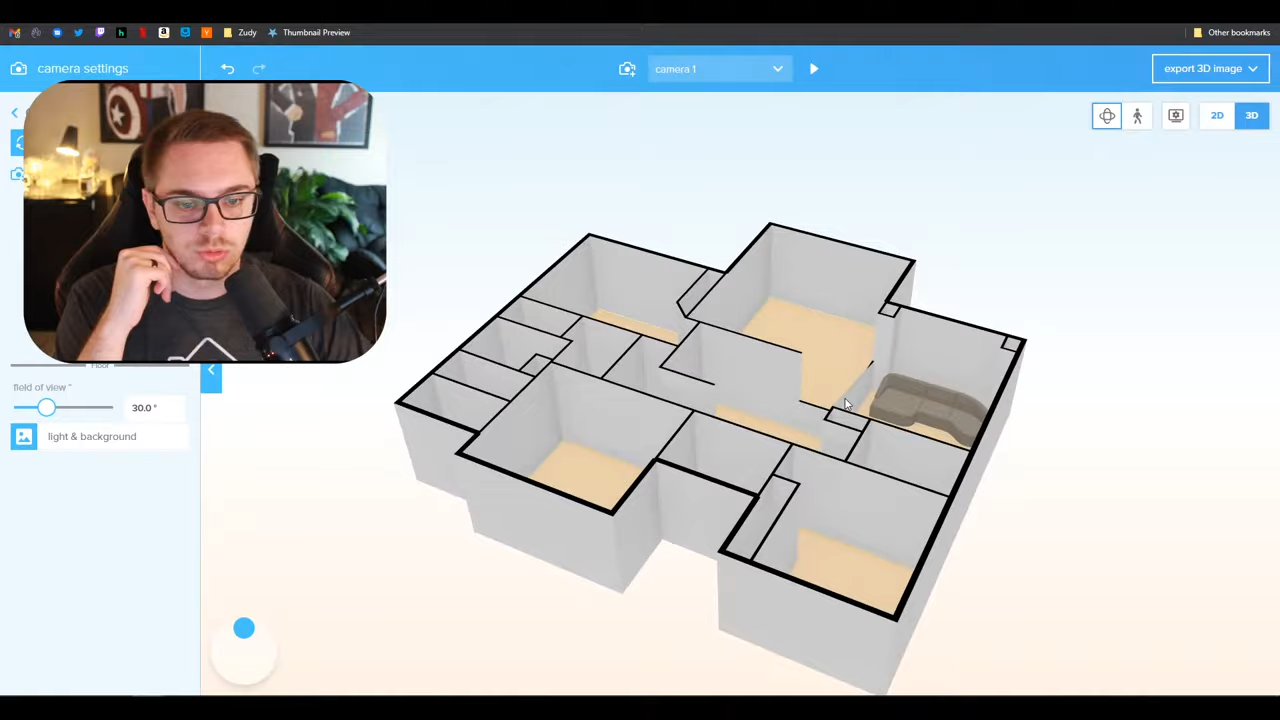 Zudy
Thumbnail Preview
Other bookmarks
camera settings
camera 1
export 3D image
2D
3D
Floor
field of view °
30.0 °
light & background